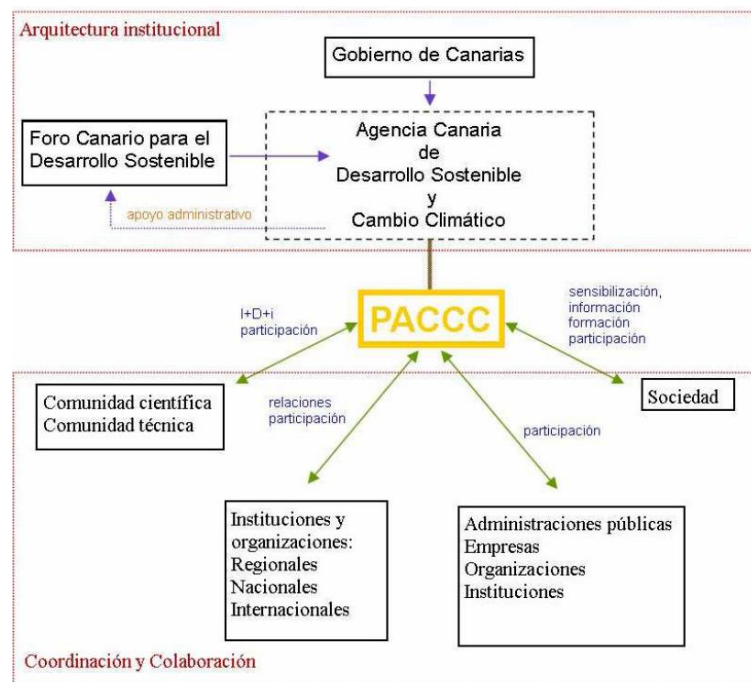 Arquitectura institucional
Gobierno de Canarias
Foro Canario para el
Desarrollo Sostenible
Agencia Canaria
de
Desarrollo Sostenible
y
Cambio Climático
apoyo administrativo
PACCC
I+D+i
participación
sensibilización,
información
formación
participación
Comunidad científica
Comunidad técnica
relaciones
participación
participación
Sociedad
Instituciones y
organizaciones:
Regionales
Nacionales
Internacionales
Administraciones públicas
Empresas
Organizaciones
Instituciones
Coordinación y Colaboración